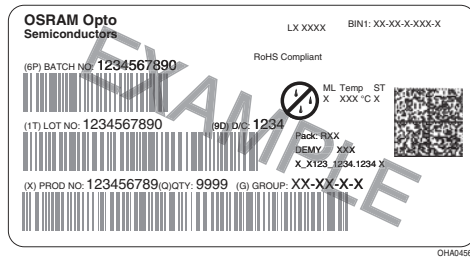 OSRAM Opto
Semiconductors
LX XXXX
BIN1: XX-XX-X-XXX-X
RoHS Compliant
(6P) BATCH NO: 1234567890
ML Temp ST
X XXX °C X
(1T) LOT NO: 1234567890 (9D) D/C: 1234
Pack: RXX
DEMY XXX
X_X123_1234.1234 X
(X) PROD NO: 123456789(Q)QTY: 9999 (G) GROUP: XX-XX-X-X
EXAMPLE
OHA0456